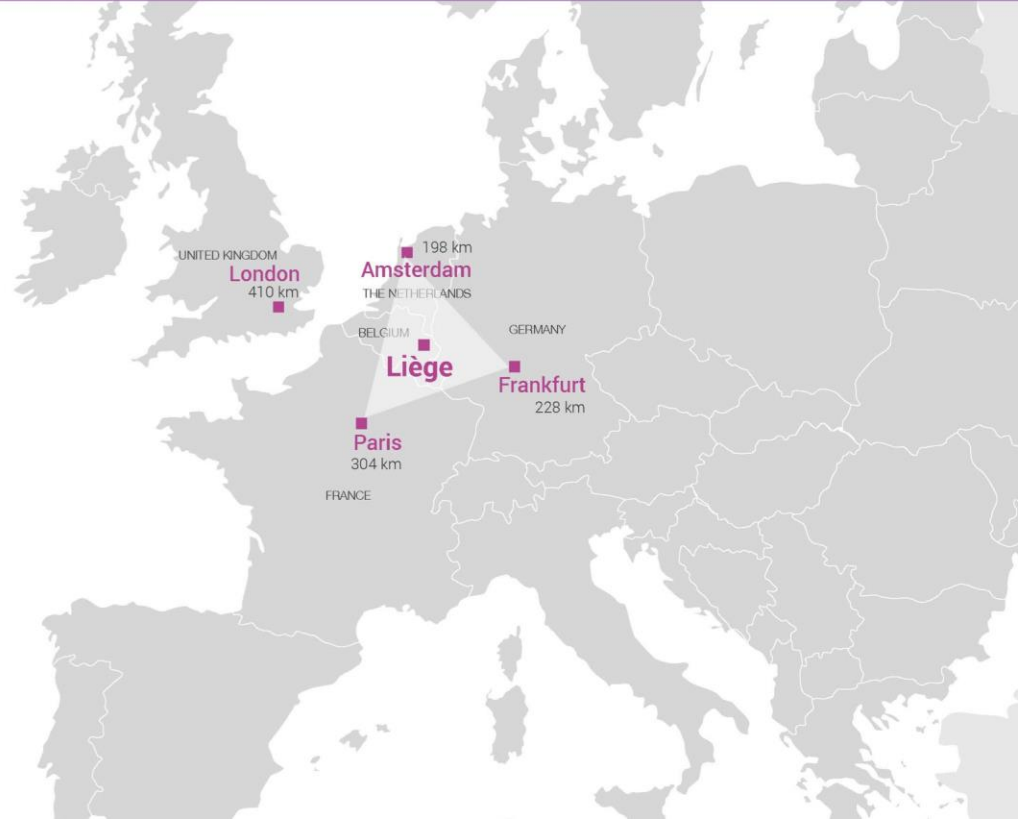 198 km
Amsterdam
THE NETHERLANDS
UNITED KINGDOM
London
410 km
BELGIUM
Liège
GERMANY
Frankfurt
228 km
Paris
304 km
FRANCE